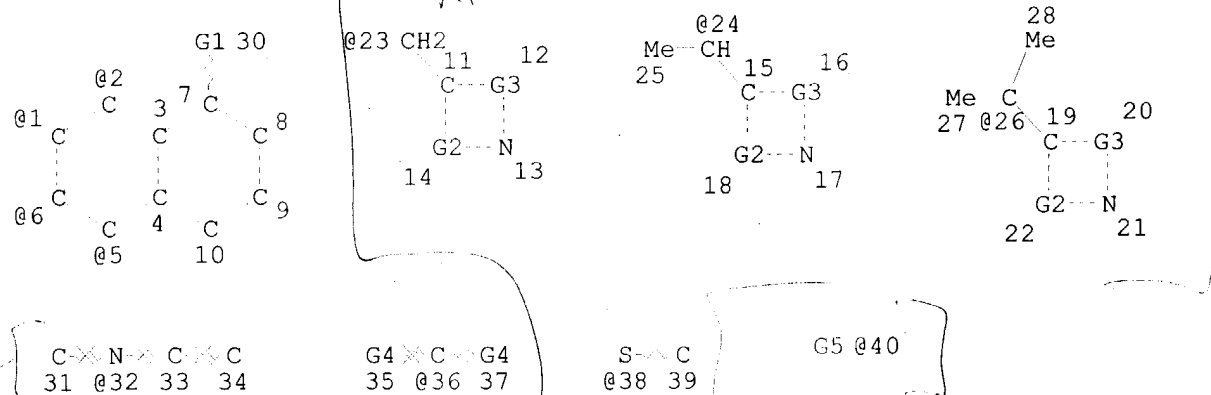 G1 30
@2
C
@1
C
3
C
7
C
8
C
C
@6
C
4
C
9
C
@5
C
10
@23 CH2
11
12
C G3
G2 N
14
13
@24
Me CH
25
15
16
C G3
G2 N
18
17
28
Me
Me C
27 @26
19
20
C G3
G2 N
22
21
C N C C
31 @32 33 34
G4 C G4
35 @36 37
S C
@38 39
G5 @40